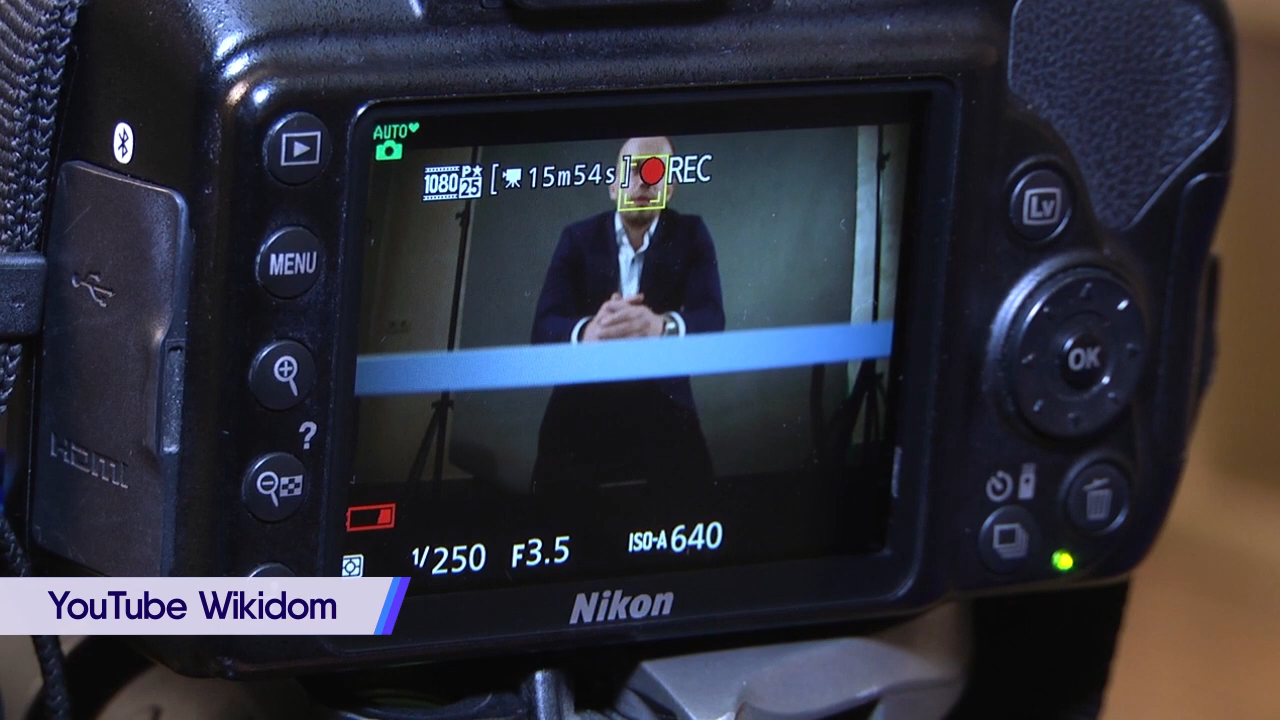 AUTO
1080 P★ 25 [ 15m54s] REC
MENU
Lv
OK
?
HDMI
1/250 F3.5 ISO-A 640
YouTube Wikidom
Nikon